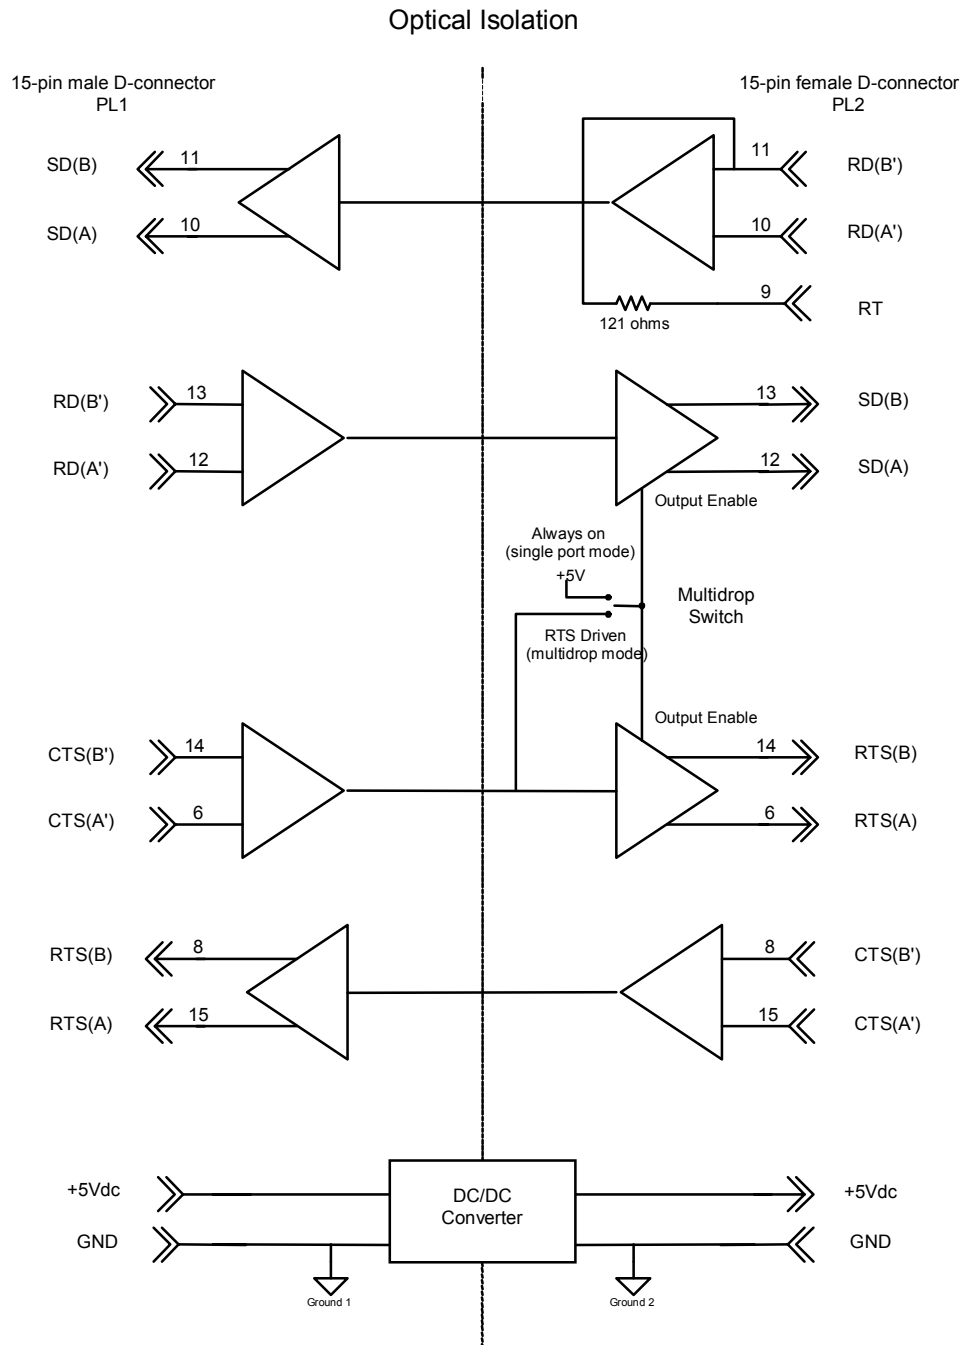 Optical Isolation
15-pin male D-connector
PL1
15-pin female D-connector
PL2
SD(B)
11
11
RD(B')
SD(A)
10
10
RD(A')
9
RT
121 ohms
RD(B')
13
13
SD(B)
RD(A')
12
12
SD(A)
Output Enable
Always on
(single port mode)
+5V
Multidrop
Switch
RTS Driven
(multidrop mode)
Output Enable
CTS(B')
14
14
RTS(B)
CTS(A')
6
6
RTS(A)
RTS(B)
8
8
CTS(B')
RTS(A)
15
15
CTS(A')
+5Vdc
DC/DC
Converter
+5Vdc
GND
GND
Ground 1
Ground 2